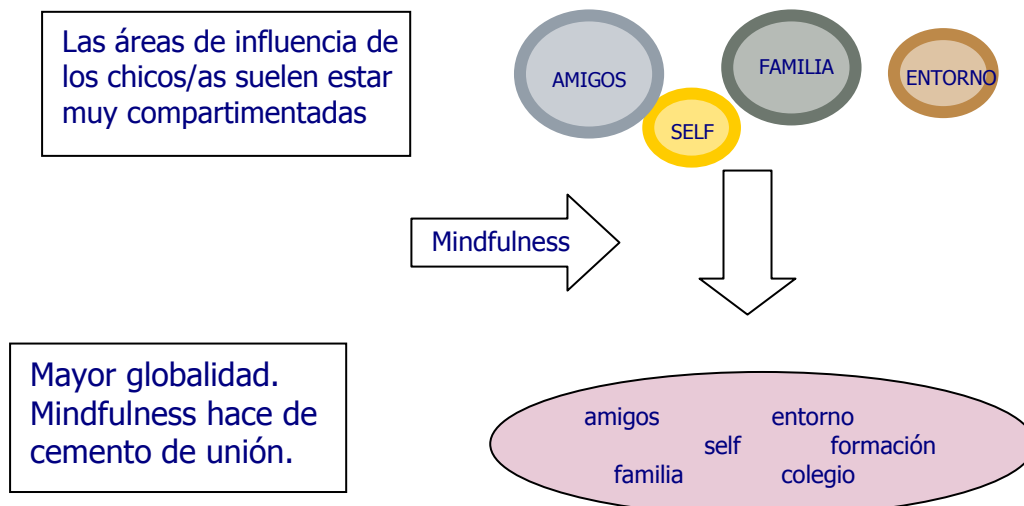 Las áreas de influencia de
los chicos/as suelen estar
muy compartimentadas
AMIGOS
FAMILIA
ENTORNO
SELF
Mindfulness
Mayor globalidad.
Mindfulness hace de
cemento de unión.
amigos entorno
self formación
familia colegio